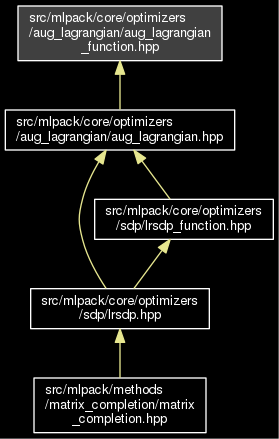 src/mlpack/core/optimizers
/aug_lagrangian/aug_lagrangian
_function.hpp
src/mlpack/core/optimizers
/aug_lagrangian/aug_lagrangian.hpp
src/mlpack/core/optimizers
/sdp/lrsdp_function.hpp
src/mlpack/core/optimizers
/sdp/lrsdp.hpp
src/mlpack/methods
/matrix_completion/matrix
_completion.hpp